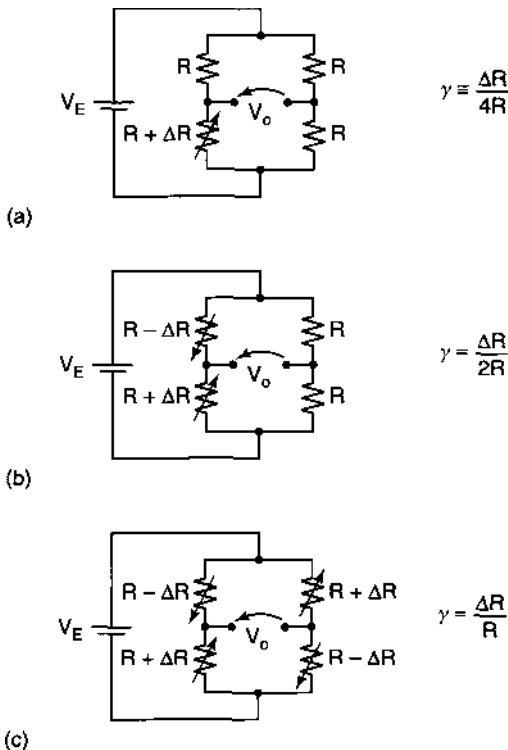 R
R
V_E
V_o
R + ΔR
R
γ ≅ ΔR/4R
(a)
R − ΔR
R
V_E
V_o
R + ΔR
R
γ = ΔR/2R
(b)
R − ΔR
R + ΔR
V_E
V_o
R + ΔR
R − ΔR
γ = ΔR/R
(c)